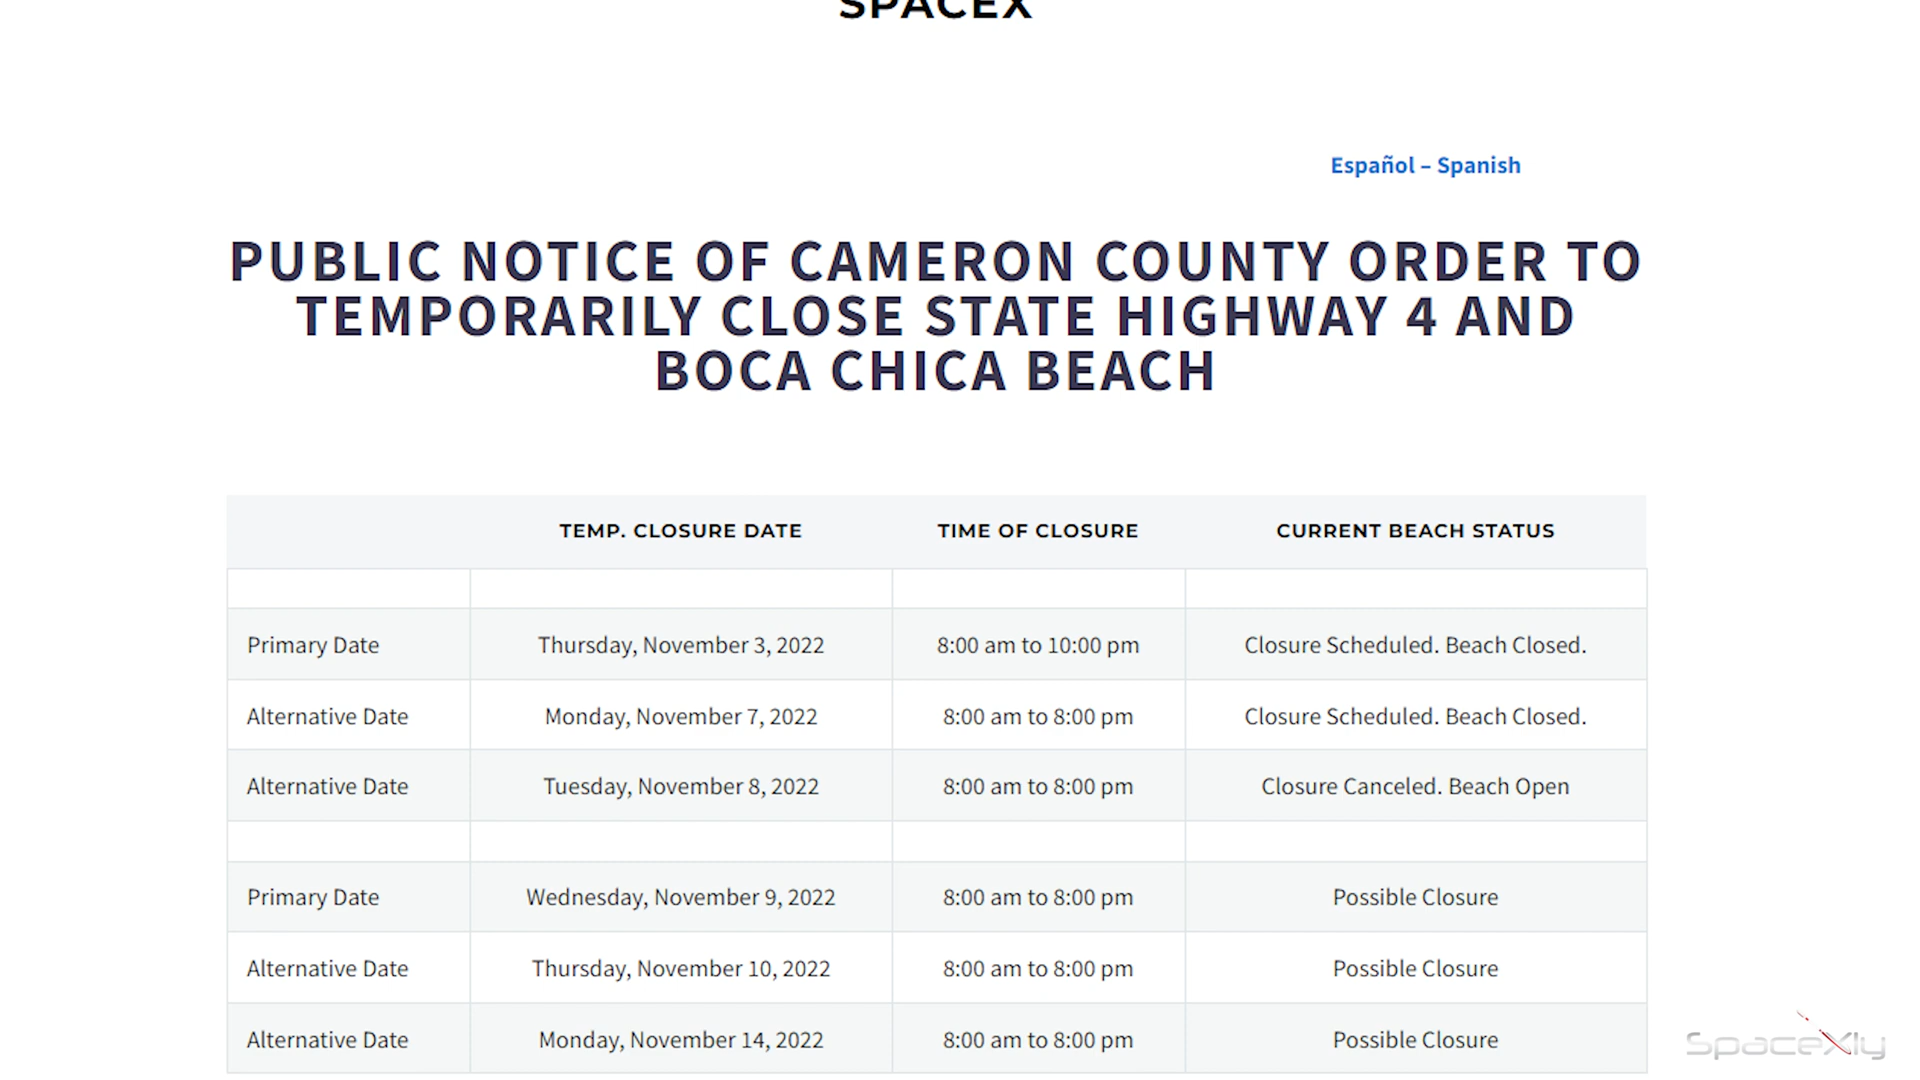 SPACEX
Español – Spanish
PUBLIC NOTICE OF CAMERON COUNTY ORDER TO
TEMPORARILY CLOSE STATE HIGHWAY 4 AND
BOCA CHICA BEACH
TEMP. CLOSURE DATE TIME OF CLOSURE CURRENT BEACH STATUS
Primary Date Thursday, November 3, 2022 8:00 am to 10:00 pm Closure Scheduled. Beach Closed.
Alternative Date Monday, November 7, 2022 8:00 am to 8:00 pm Closure Scheduled. Beach Closed.
Alternative Date Tuesday, November 8, 2022 8:00 am to 8:00 pm Closure Canceled. Beach Open
Primary Date Wednesday, November 9, 2022 8:00 am to 8:00 pm Possible Closure
Alternative Date Thursday, November 10, 2022 8:00 am to 8:00 pm Possible Closure
Alternative Date Monday, November 14, 2022 8:00 am to 8:00 pm Possible Closure
SpaceXly